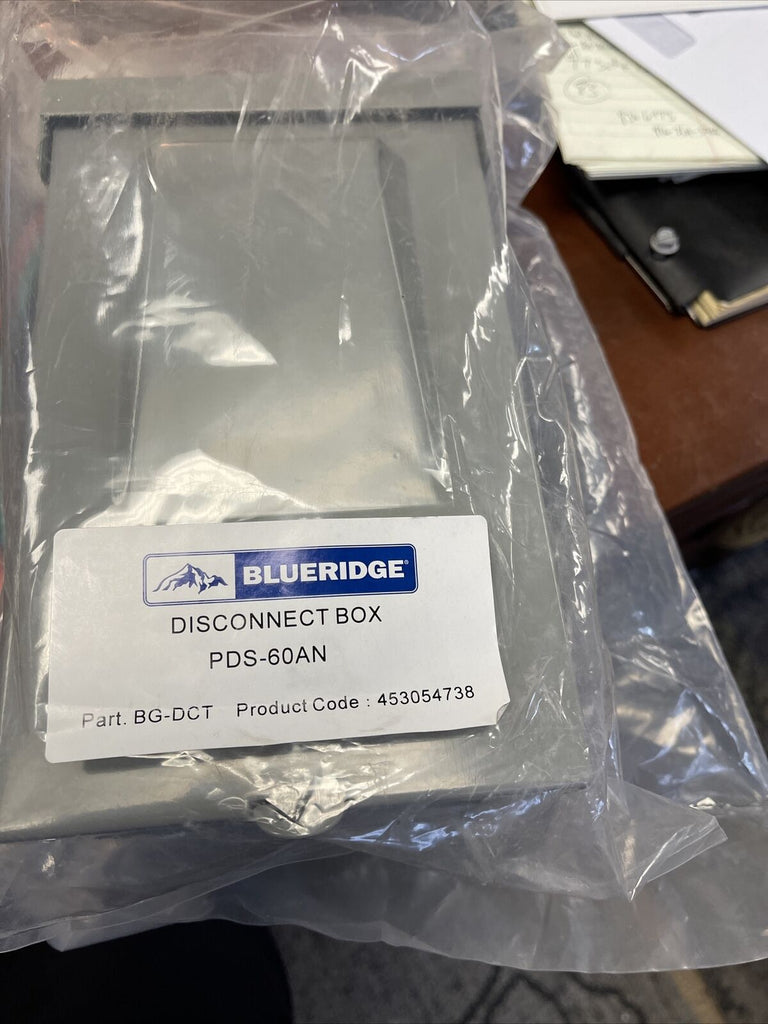 BLUERIDGE®
DISCONNECT BOX
PDS-60AN
Part. BG-DCT Product Code : 453054738